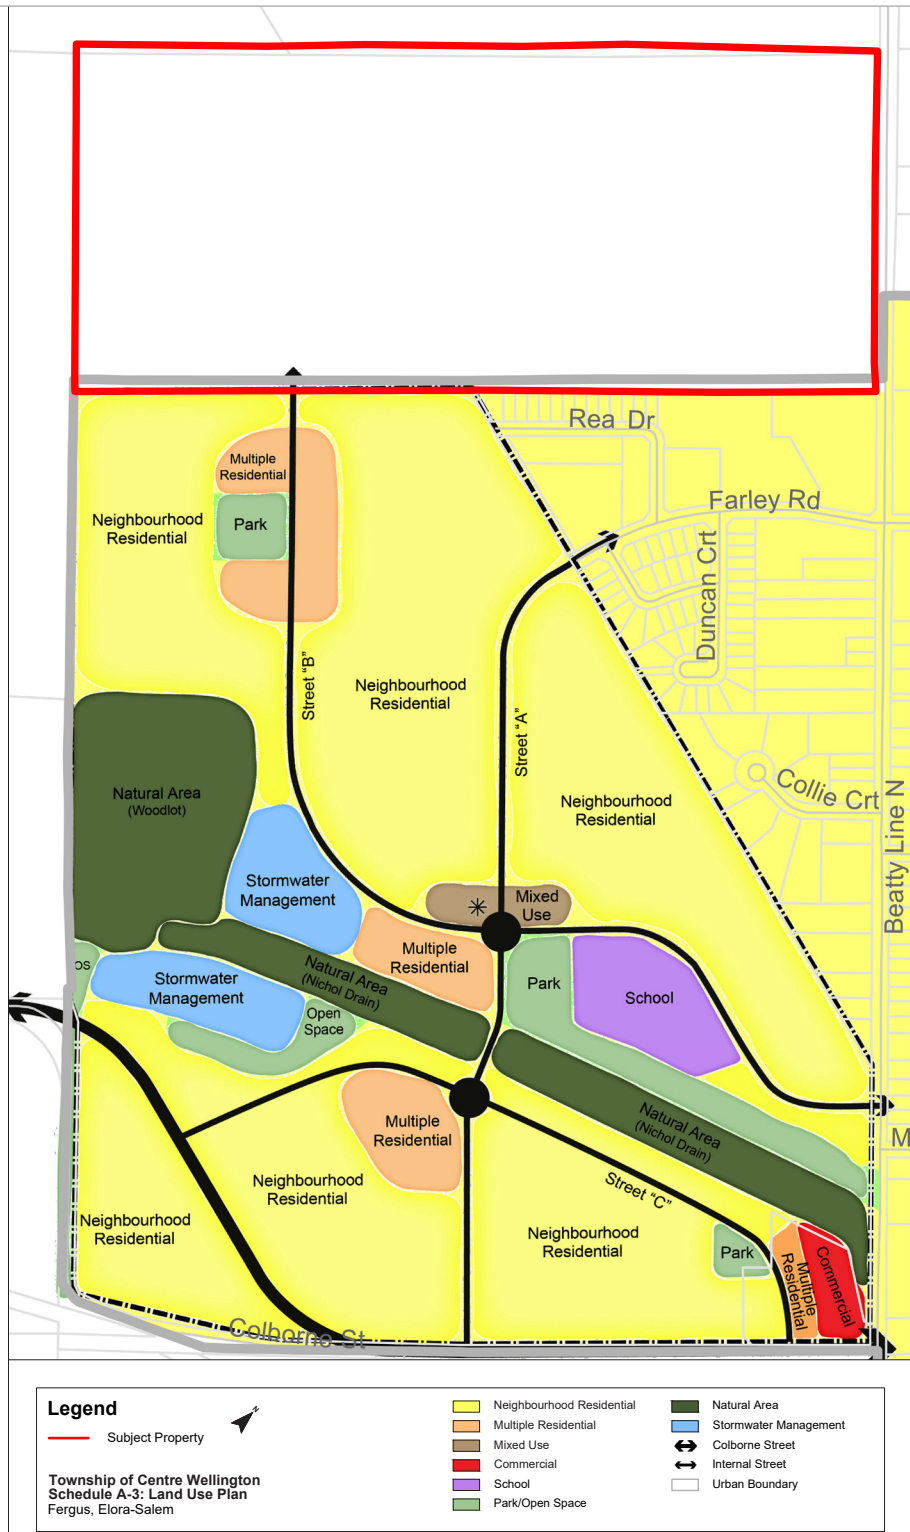 Rea Dr
Farley Rd
Duncan Crt
Multiple
Residential
Park
Neighbourhood
Residential
Street "B"
Neighbourhood
Residential
Street "A"
Natural Area
(Woodlot)
Neighbourhood
Residential
Collie Crt
Beatty Line N
Stormwater
Management
Mixed
Use
Multiple
Residential
OS
Stormwater
Management
Natural Area
(Nichol Drain)
Open
Space
Park
School
Multiple
Residential
Natural Area
(Nichol Drain)
M
Neighbourhood
Residential
Neighbourhood
Residential
Street "C"
Neighbourhood
Residential
Park
Multiple
Residential
Commercial
Colborne St
Legend
Subject Property
N
Township of Centre Wellington
Schedule A-3: Land Use Plan
Fergus, Elora-Salem
Neighbourhood Residential
Multiple Residential
Mixed Use
Commercial
School
Park/Open Space
Natural Area
Stormwater Management
Colborne Street
Internal Street
Urban Boundary